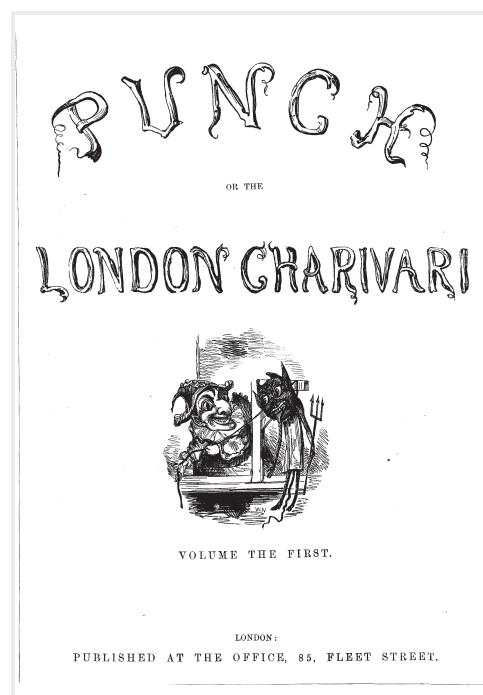 PUNCH
OR THE
LONDON CHARIVARI
VOLUME THE FIRST.
LONDON:
PUBLISHED AT THE OFFICE, 85, FLEET STREET.